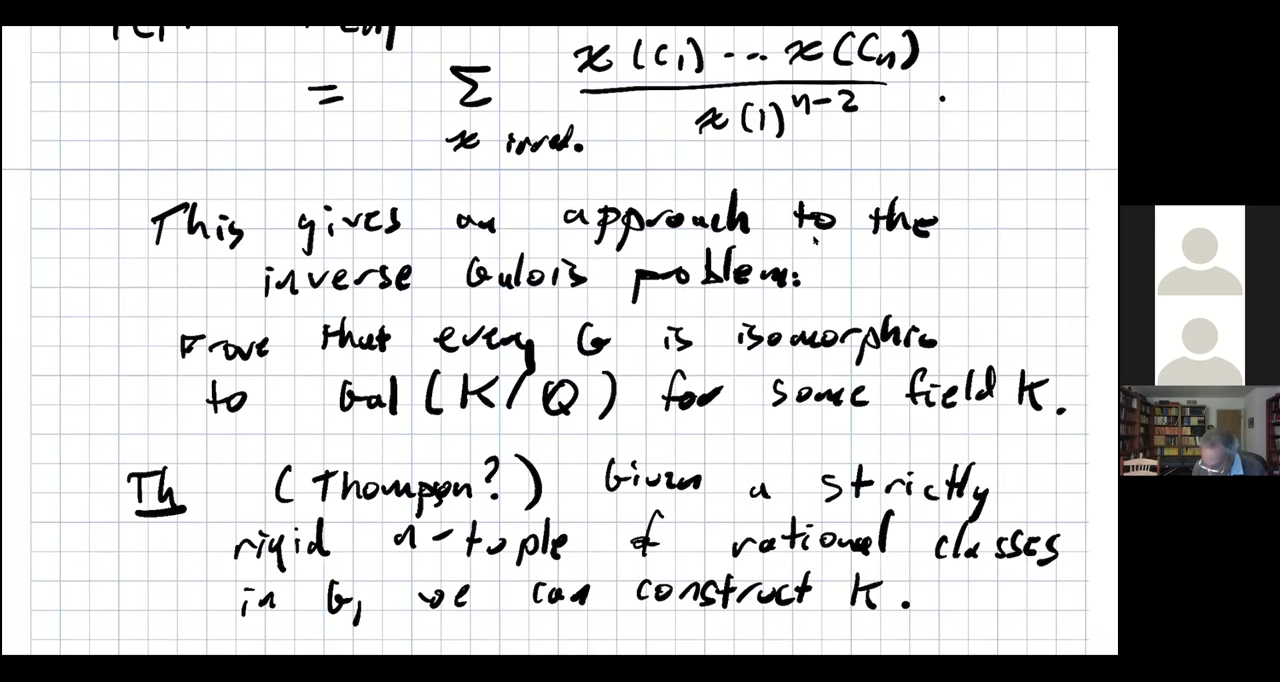 = Σ χ(C₁) ... χ(Cₙ) / χ(1)ⁿ⁻² .
χ irred.
This gives an approach to the
inverse Galois problem:
Prove that every G is isomorphic
to Gal(K/Q) for some field K.
Th (Thompson?) Given a strictly
rigid n-tuple of rational classes
in G, we can construct K.